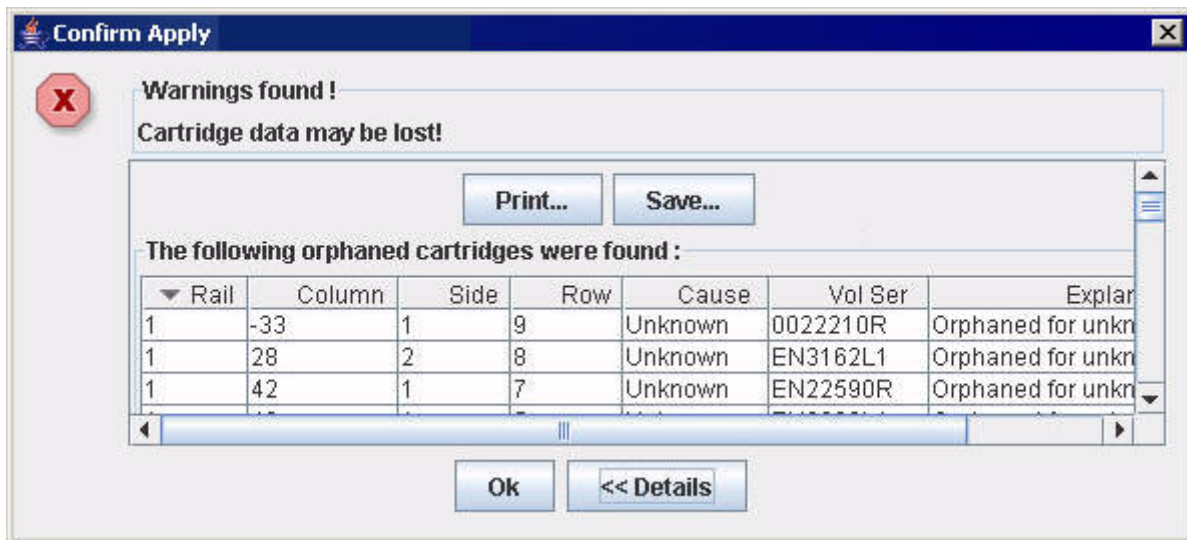 Confirm Apply
Warnings found !
Cartridge data may be lost!
Print... Save...
The following orphaned cartridges were found :
Rail Column Side Row Cause Vol Ser Explar
1 -33 1 9 Unknown 0022210R Orphaned for unkn
1 28 2 8 Unknown EN3162L1 Orphaned for unkn
1 42 1 7 Unknown EN22590R Orphaned for unkn
Ok << Details